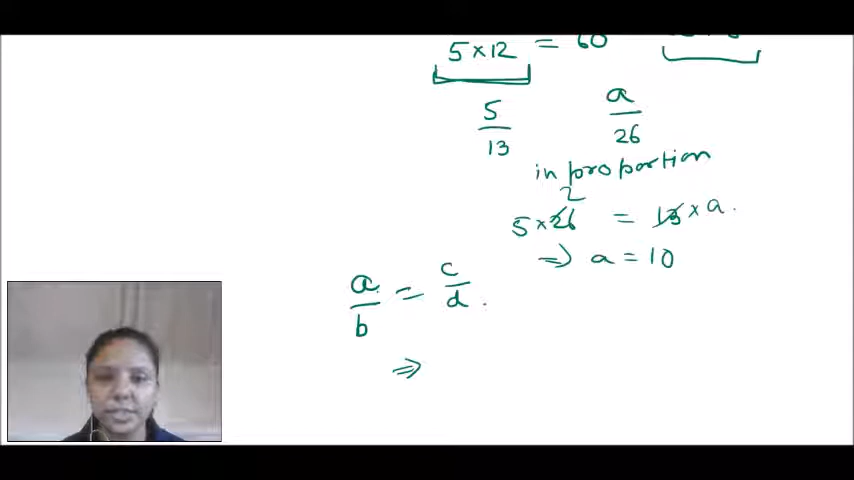 5 × 12 = 60
5/13 a/26
in proportion
2
5 × 26 = 13 × a.
⇒ a = 10
a/b = c/d.
⇒